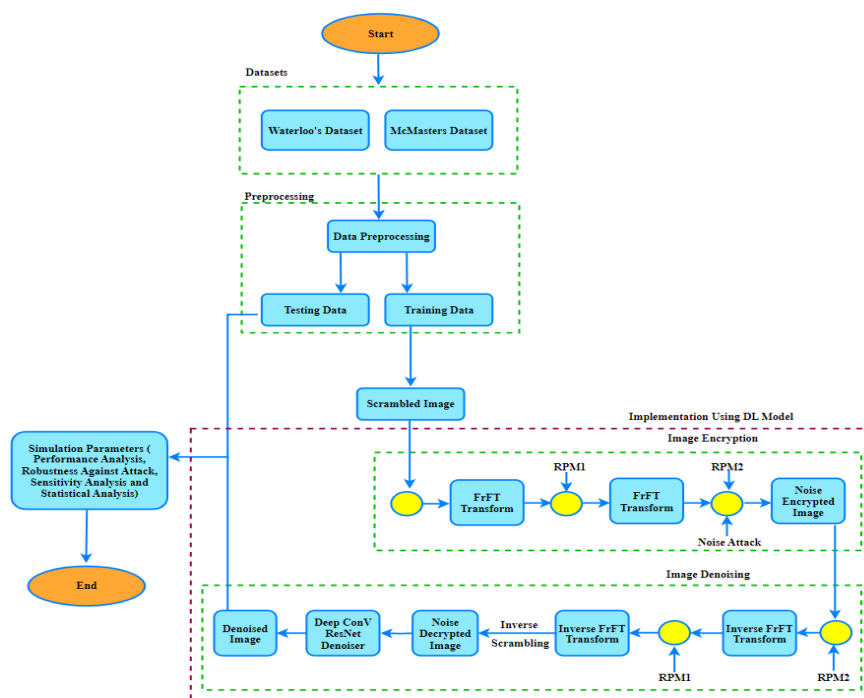 Start
Datasets
Waterloo's Dataset
McMasters Dataset
Preprocessing
Data Preprocessing
Testing Data
Training Data
Scrambled Image
Implementation Using DL Model
Image Encryption
Simulation Parameters (
Performance Analysis,
Robustness Against Attack,
Sensitivity Analysis and
Statistical Analysis)
RPM1
RPM2
FrFT
Transform
FrFT
Transform
Noise
Encrypted
Image
Noise Attack
End
Image Denoising
Denoised
Image
Deep ConV
ResNet
Denoiser
Noise
Decrypted
Image
Inverse
Scrambling
Inverse FrFT
Transform
Inverse FrFT
Transform
RPM1
RPM2